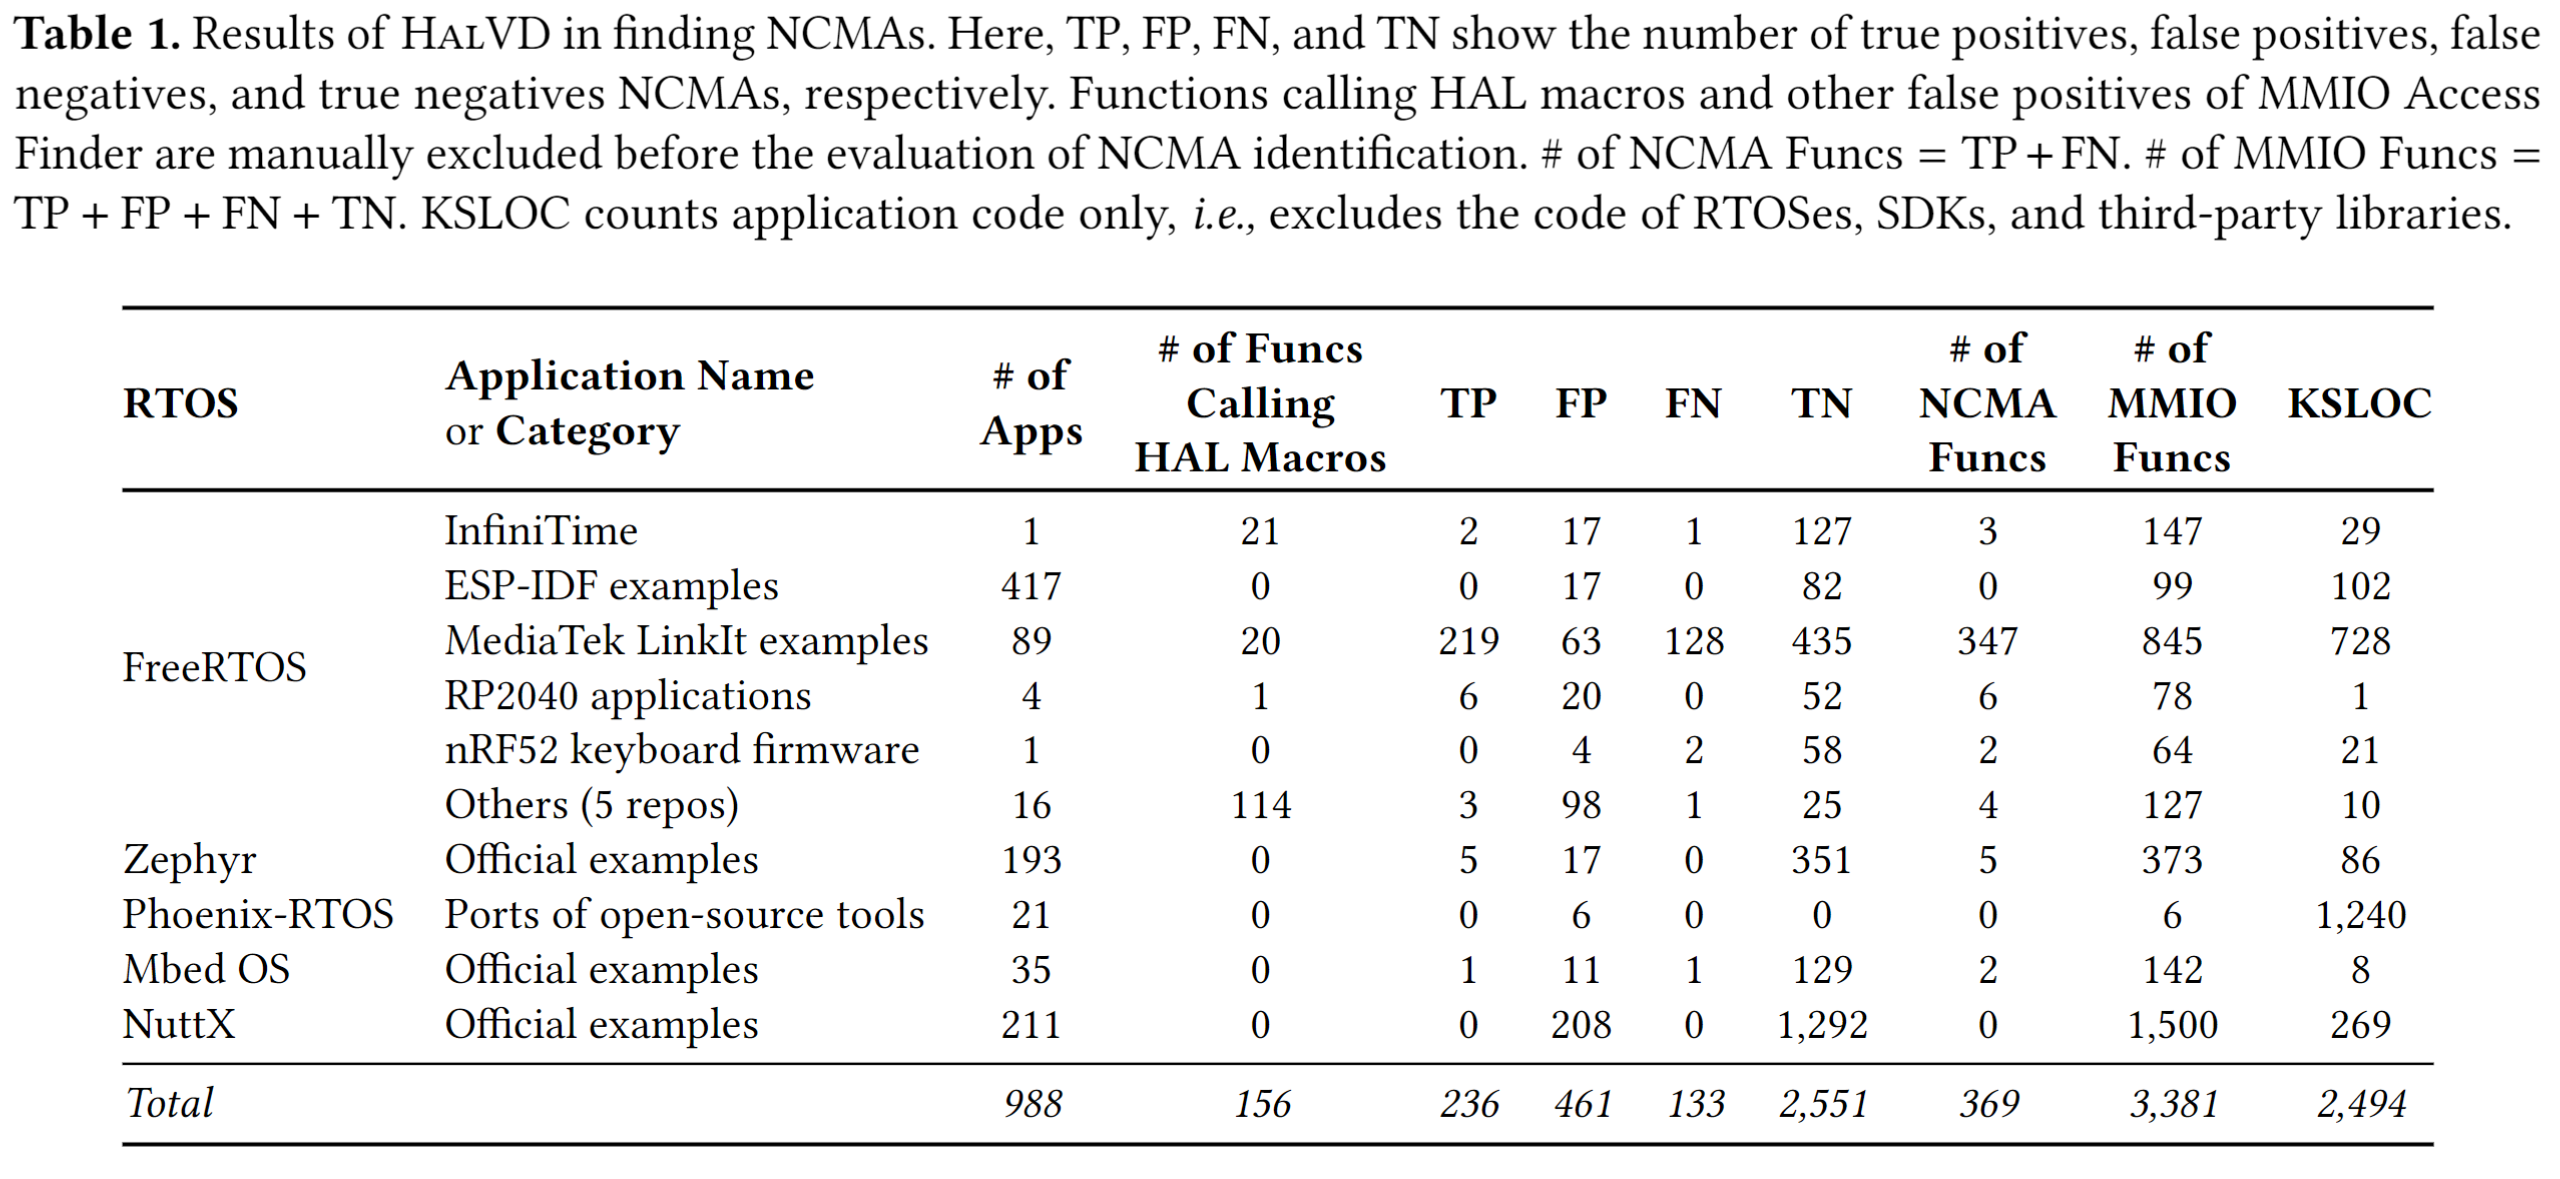 Table 1. Results of HALVD in finding NCMAs. Here, TP, FP, FN, and TN show the number of true positives, false positives, false
negatives, and true negatives NCMAs, respectively. Functions calling HAL macros and other false positives of MMIO Access
Finder are manually excluded before the evaluation of NCMA identification. # of NCMA Funcs = TP + FN. # of MMIO Funcs =
TP + FP + FN + TN. KSLOC counts application code only, i.e., excludes the code of RTOSes, SDKs, and third-party libraries.
RTOS Application Name or Category # of Apps # of Funcs Calling HAL Macros TP FP FN TN # of NCMA Funcs # of MMIO Funcs KSLOC
FreeRTOS
InfiniTime 1 21 2 17 1 127 3 147 29
ESP-IDF examples 417 0 0 17 0 82 0 99 102
MediaTek LinkIt examples 89 20 219 63 128 435 347 845 728
RP2040 applications 4 1 6 20 0 52 6 78 1
nRF52 keyboard firmware 1 0 0 4 2 58 2 64 21
Others (5 repos) 16 114 3 98 1 25 4 127 10
Zephyr Official examples 193 0 5 17 0 351 5 373 86
Phoenix-RTOS Ports of open-source tools 21 0 0 6 0 0 0 6 1,240
Mbed OS Official examples 35 0 1 11 1 129 2 142 8
NuttX Official examples 211 0 0 208 0 1,292 0 1,500 269
Total 988 156 236 461 133 2,551 369 3,381 2,494